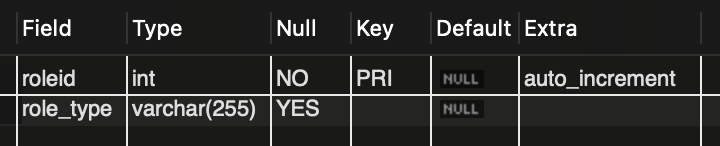 Field Type Null Key Default Extra
roleid int NO PRI NULL auto_increment
role_type varchar(255) YES NULL